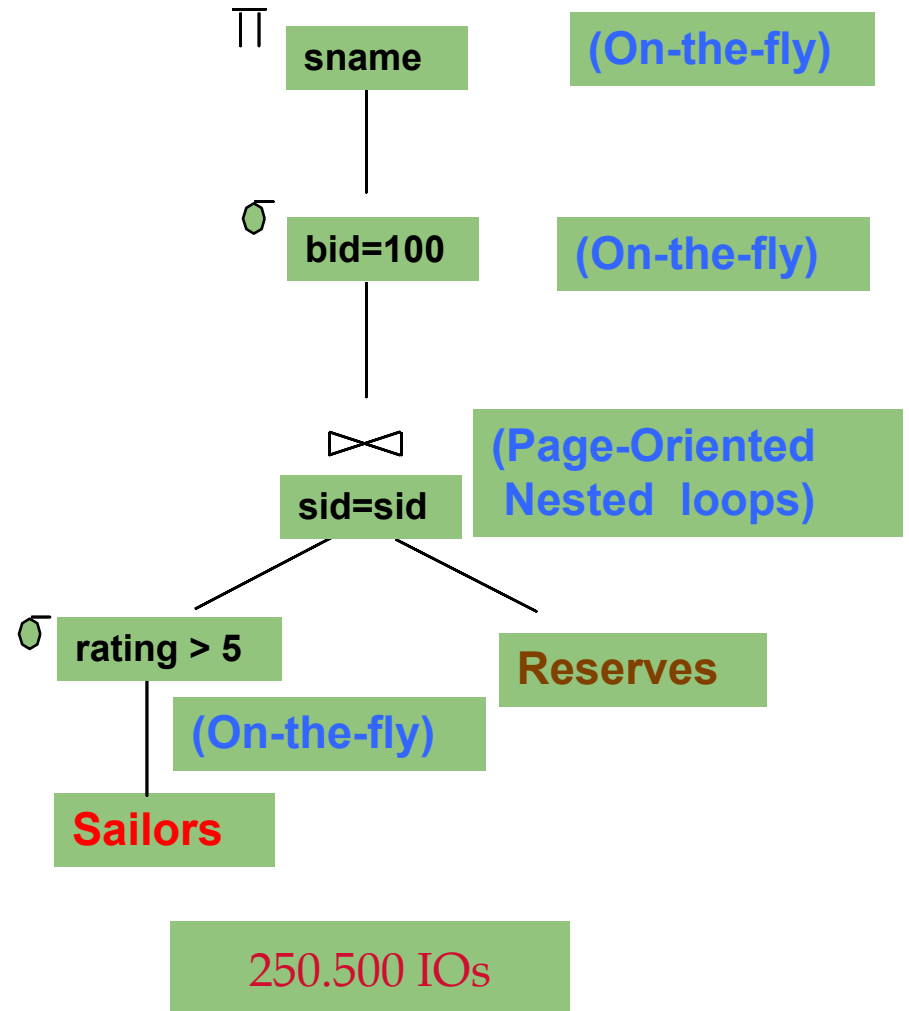 sname
(On-the-fly)
σ
bid=100
(On-the-fly)
(Page-Oriented
Nested loops)
sid=sid
σ
rating > 5
Reserves
(On-the-fly)
Sailors
250.500 IOs